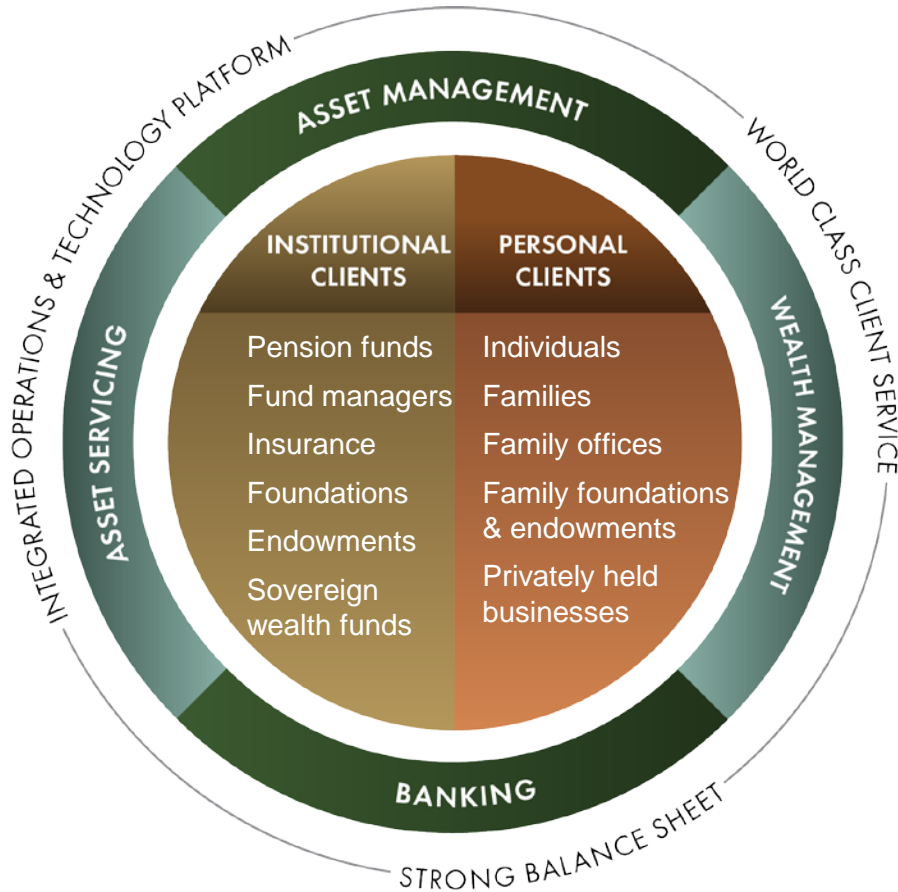 INTEGRATED OPERATIONS & TECHNOLOGY PLATFORM
WORLD CLASS CLIENT SERVICE
ASSET MANAGEMENT
ASSET SERVICING
WEALTH MANAGEMENT
INSTITUTIONAL
CLIENTS
Pension funds
Fund managers
Insurance
Foundations
Endowments
Sovereign
wealth funds
PERSONAL
CLIENTS
Individuals
Families
Family offices
Family foundations
& endowments
Privately held
businesses
BANKING
STRONG BALANCE SHEET